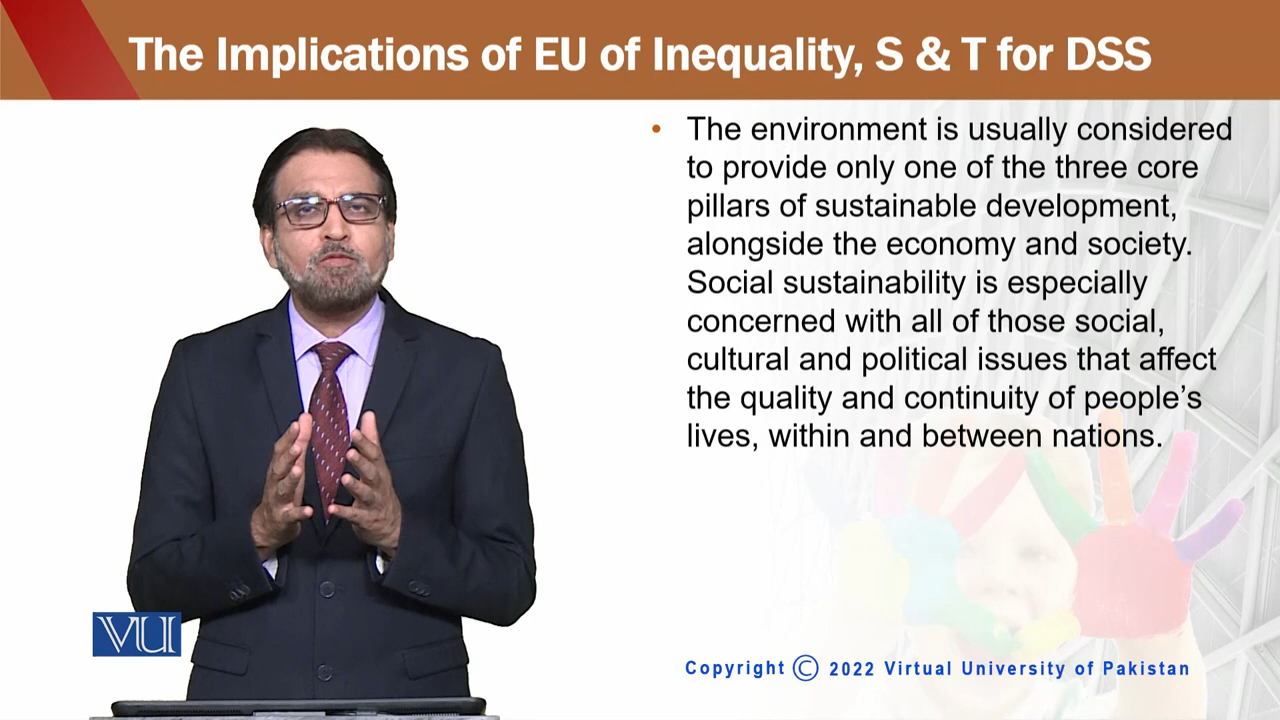 The Implications of EU of Inequality, S & T for DSS
• The environment is usually considered
to provide only one of the three core
pillars of sustainable development,
alongside the economy and society.
Social sustainability is especially
concerned with all of those social,
cultural and political issues that affect
the quality and continuity of people’s
lives, within and between nations.
VU
Copyright © 2022 Virtual University of Pakistan